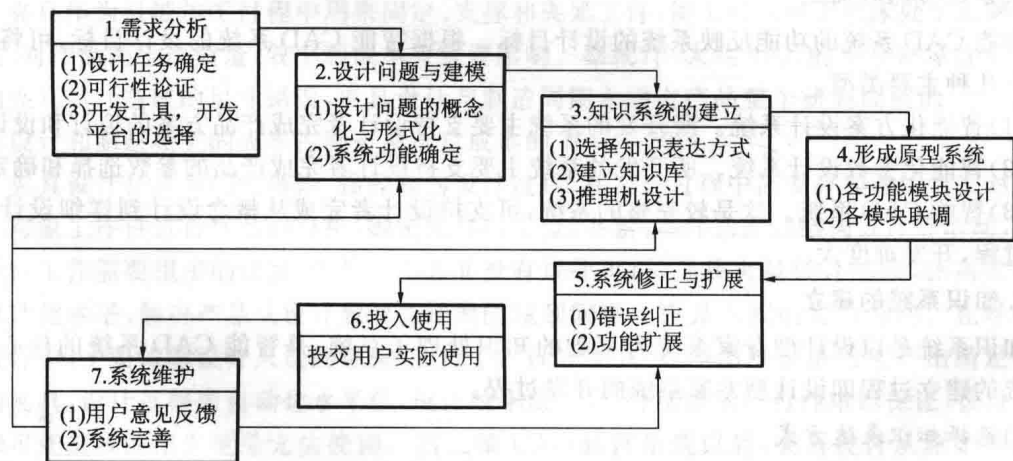 1.需求分析
(1)设计任务确定
(2)可行性论证
(3)开发工具，开发
平台的选择
2.设计问题与建模
(1)设计问题的概念
化与形式化
(2)系统功能确定
3.知识系统的建立
(1)选择知识表达方式
(2)建立知识库
(3)推理机设计
4.形成原型系统
(1)各功能模块设计
(2)各模块联调
5.系统修正与扩展
(1)错误纠正
(2)功能扩展
6.投入使用
投交用户实际使用
7.系统维护
(1)用户意见反馈
(2)系统完善